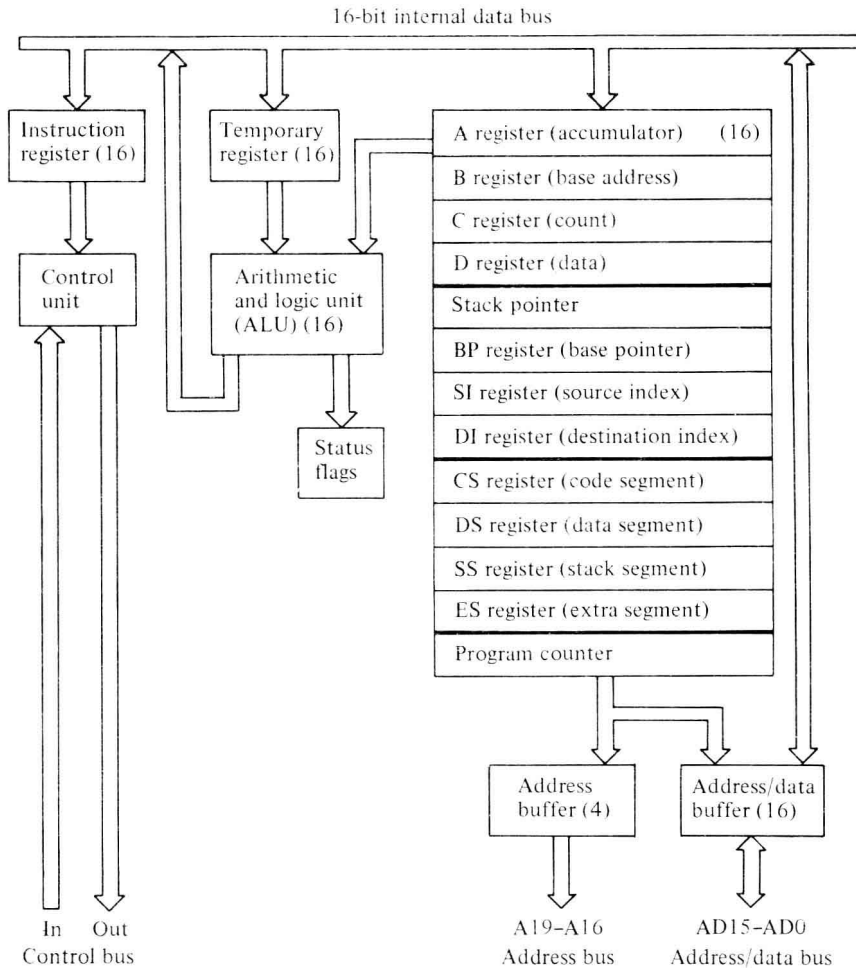 16-bit internal data bus
Instruction
register (16)
Temporary
register (16)
A register (accumulator) (16)
B register (base address)
C register (count)
D register (data)
Stack pointer
BP register (base pointer)
SI register (source index)
DI register (destination index)
CS register (code segment)
DS register (data segment)
SS register (stack segment)
ES register (extra segment)
Program counter
Control
unit
Arithmetic
and logic unit
(ALU) (16)
Status
flags
Address
buffer (4)
Address/data
buffer (16)
In Out
Control bus
A19–A16
Address bus
AD15–AD0
Address/data bus